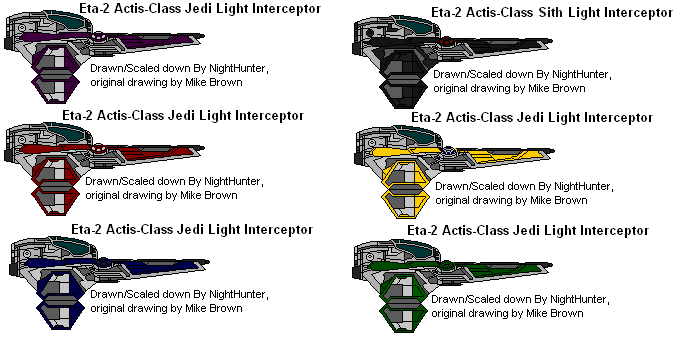 Eta-2 Actis-Class Jedi Light Interceptor
Drawn/Scaled down By NightHunter,
original drawing by Mike Brown
Eta-2 Actis-Class Sith Light Interceptor
Drawn/Scaled down By NightHunter,
original drawing by Mike Brown
Eta-2 Actis-Class Jedi Light Interceptor
Drawn/Scaled down By NightHunter,
original drawing by Mike Brown
Eta-2 Actis-Class Jedi Light Interceptor
Drawn/Scaled down By NightHunter,
original drawing by Mike Brown
Eta-2 Actis-Class Jedi Light Interceptor
Drawn/Scaled down By NightHunter,
original drawing by Mike Brown
Eta-2 Actis-Class Jedi Light Interceptor
Drawn/Scaled down By NightHunter,
original drawing by Mike Brown